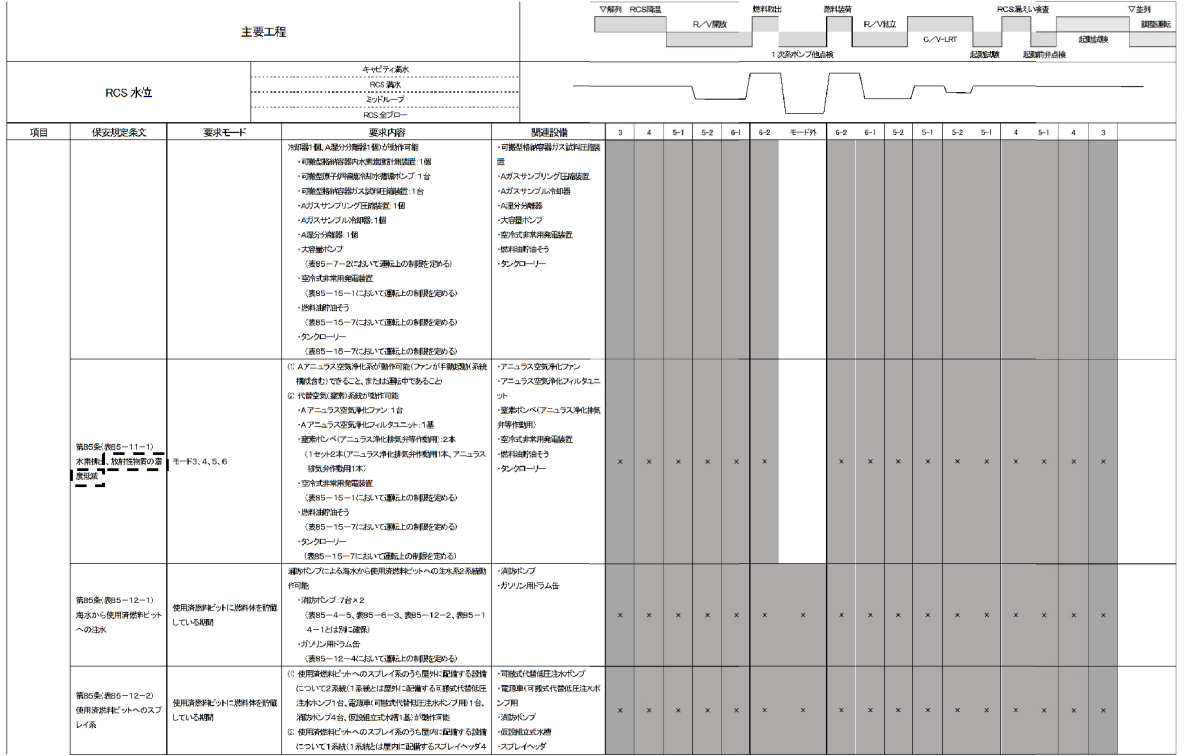 主要工程
▽解列 RCS降温 燃料取出 燃料装荷 RCS漏えい検査 ▽並列
R/V開放 R/V組立 調整運転
C/V-LRT 起動試験
1次系ポンプ他点検 起動試験 起動前弁点検
RCS 水位
キャビティ満水
RCS 満水
ミッドループ
RCS 全ブロー
項目 保安規定条文 要求モード 要求内容 関連設備 3 4 5-1 5-2 6-1 6-2 モード外 6-2 6-1 5-2 5-1 5-2 5-1 4 5-1 4 3
冷却器1個、A湿分分離器1個)が動作可能
・可搬型格納容器内水素濃度計測装置：1個
・可搬型原子炉補機冷却水循環ポンプ：1台
・可搬型格納容器ガス試料圧縮装置：1台
・Aガスサンプリング圧縮装置：1個
・Aガスサンプル冷却器：1個
・A湿分分離器：1個
・大容量ポンプ
(表85－7－2において運転上の制限を定める)
・空冷式非常用発電装置
(表85－15－1において運転上の制限を定める)
・燃料油貯油そう
(表85－15－7において運転上の制限を定める)
・タンクローリー
(表85－15－7において運転上の制限を定める)
・可搬型格納容器ガス試料圧縮装
置
・Aガスサンプリング圧縮装置
・Aガスサンプル冷却器
・A湿分分離器
・大容量ポンプ
・空冷式非常用発電装置
・燃料油貯油そう
・タンクローリー
第85条(表85－11－1)
水素排出、放射性物質の濃
度低減
モード3、4、5、6
(1) Aアニュラス空気浄化系が動作可能(ファンが手動起動(系統
構成含む)できること、または運転中であること)
(2) 代替空気(窒素)系統が動作可能
・A アニュラス空気浄化ファン：1台
・A アニュラス空気浄化フィルタユニット：1基
・窒素ボンベ(アニュラス浄化排気弁等作動用)：2本
(1セット2本(アニュラス浄化排気弁作動用1本、アニュラス
排気弁作動用1本)
・空冷式非常用発電装置
(表85－15－1において運転上の制限を定める)
・燃料油貯油そう
(表85－15－7において運転上の制限を定める)
・タンクローリー
(表85－15－7において運転上の制限を定める)
・アニュラス空気浄化ファン
・アニュラス空気浄化フィルタユニ
ット
・窒素ボンベ(アニュラス浄化排気
弁等作動用)
・空冷式非常用発電装置
・燃料油貯油そう
・タンクローリー
× × × × × × × × × × × × × × × ×
第85条(表85－12－1)
海水から使用済燃料ピット
への注水
使用済燃料ピットに燃料体を貯蔵
している期間
消防ポンプによる海水から使用済燃料ピットへの注水系2系統動
作可能
・消防ポンプ：7台×2
(表85－4－5、表85－6－3、表85－12－2、表85－1
4－1とは別に確保)
・ガソリン用ドラム缶
(表85－12－4において運転上の制限を定める)
・消防ポンプ
・ガソリン用ドラム缶
× × × × × × × × × × × × × × × × ×
第85条(表85－12－2)
使用済燃料ピットへのスプ
レイ系
使用済燃料ピットに燃料体を貯蔵
している期間
(1) 使用済燃料ピットへのスプレイ系のうち屋外に配備する設備
について2系統(1系統とは屋外に配備する可搬式代替低圧
注水ポンプ1台、電源車(可搬式代替低圧注水ポンプ用)1台、
消防ポンプ4台、仮設組立式水槽1基)が動作可能
(2) 使用済燃料ピットへのスプレイ系のうち屋内に配備する設備
について1系統(1系統とは屋内に配備するスプレイヘッダ4
・可搬式代替低圧注水ポンプ
・電源車(可搬式代替低圧注水ポ
ンプ用)
・消防ポンプ
・仮設組立式水槽
・スプレイヘッダ
× × × × × × × × × × × × × × × × ×